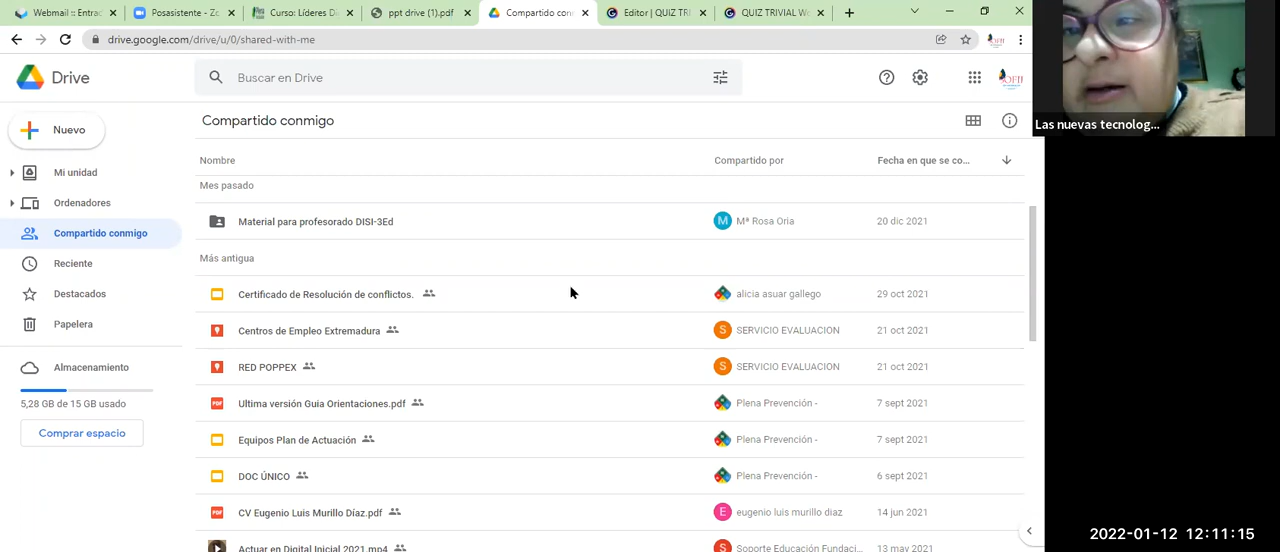 Webmail :: Entrad
Posasistente - Zo
Curso: Líderes D
ppt drive (1).pdf
Compartido con
Editor | QUIZ TRI
QUIZ TRIVIAL W
drive.google.com/drive/u/0/shared-with-me
Drive
Buscar en Drive
Nuevo
Mi unidad
Ordenadores
Compartido conmigo
Reciente
Destacados
Papelera
Almacenamiento
5,28 GB de 15 GB usado
Comprar espacio
Compartido conmigo
Nombre Compartido por Fecha en que se co...
Mes pasado
Material para profesorado DISI-3Ed M Mª Rosa Oria 20 dic 2021
Más antigua
Certificado de Resolución de conflictos. alicia asuar gallego 29 oct 2021
Centros de Empleo Extremadura S SERVICIO EVALUACION 21 oct 2021
RED POPPEX S SERVICIO EVALUACION 21 oct 2021
PDF Ultima versión Guia Orientaciones.pdf Plena Prevención - 7 sept 2021
Equipos Plan de Actuación Plena Prevención - 7 sept 2021
DOC ÚNICO Plena Prevención - 6 sept 2021
PDF CV Eugenio Luis Murillo Díaz.pdf E eugenio luis murillo diaz 14 jun 2021
Actuar en Digital Inicial 2021.mp4 S Soporte Educación Fundaci... 13 may 2021
Las nuevas tecnolog...
2022-01-12 12:11:15